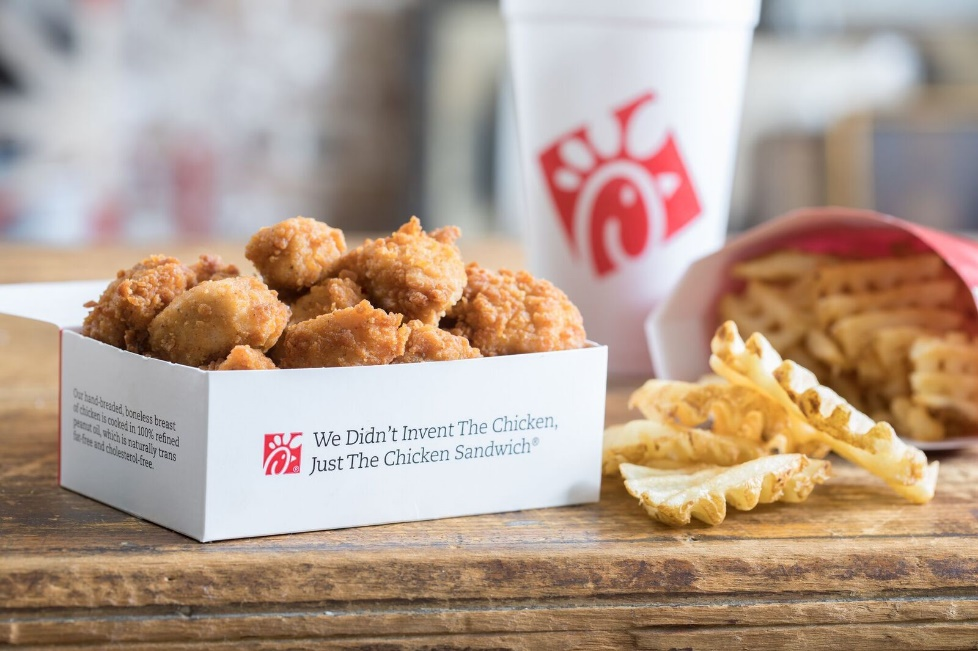 Our hand-breaded, boneless breast
of chicken is cooked in 100% refined
peanut oil, which is naturally trans
fat-free and cholesterol-free.
We Didn't Invent The Chicken,
Just The Chicken Sandwich®